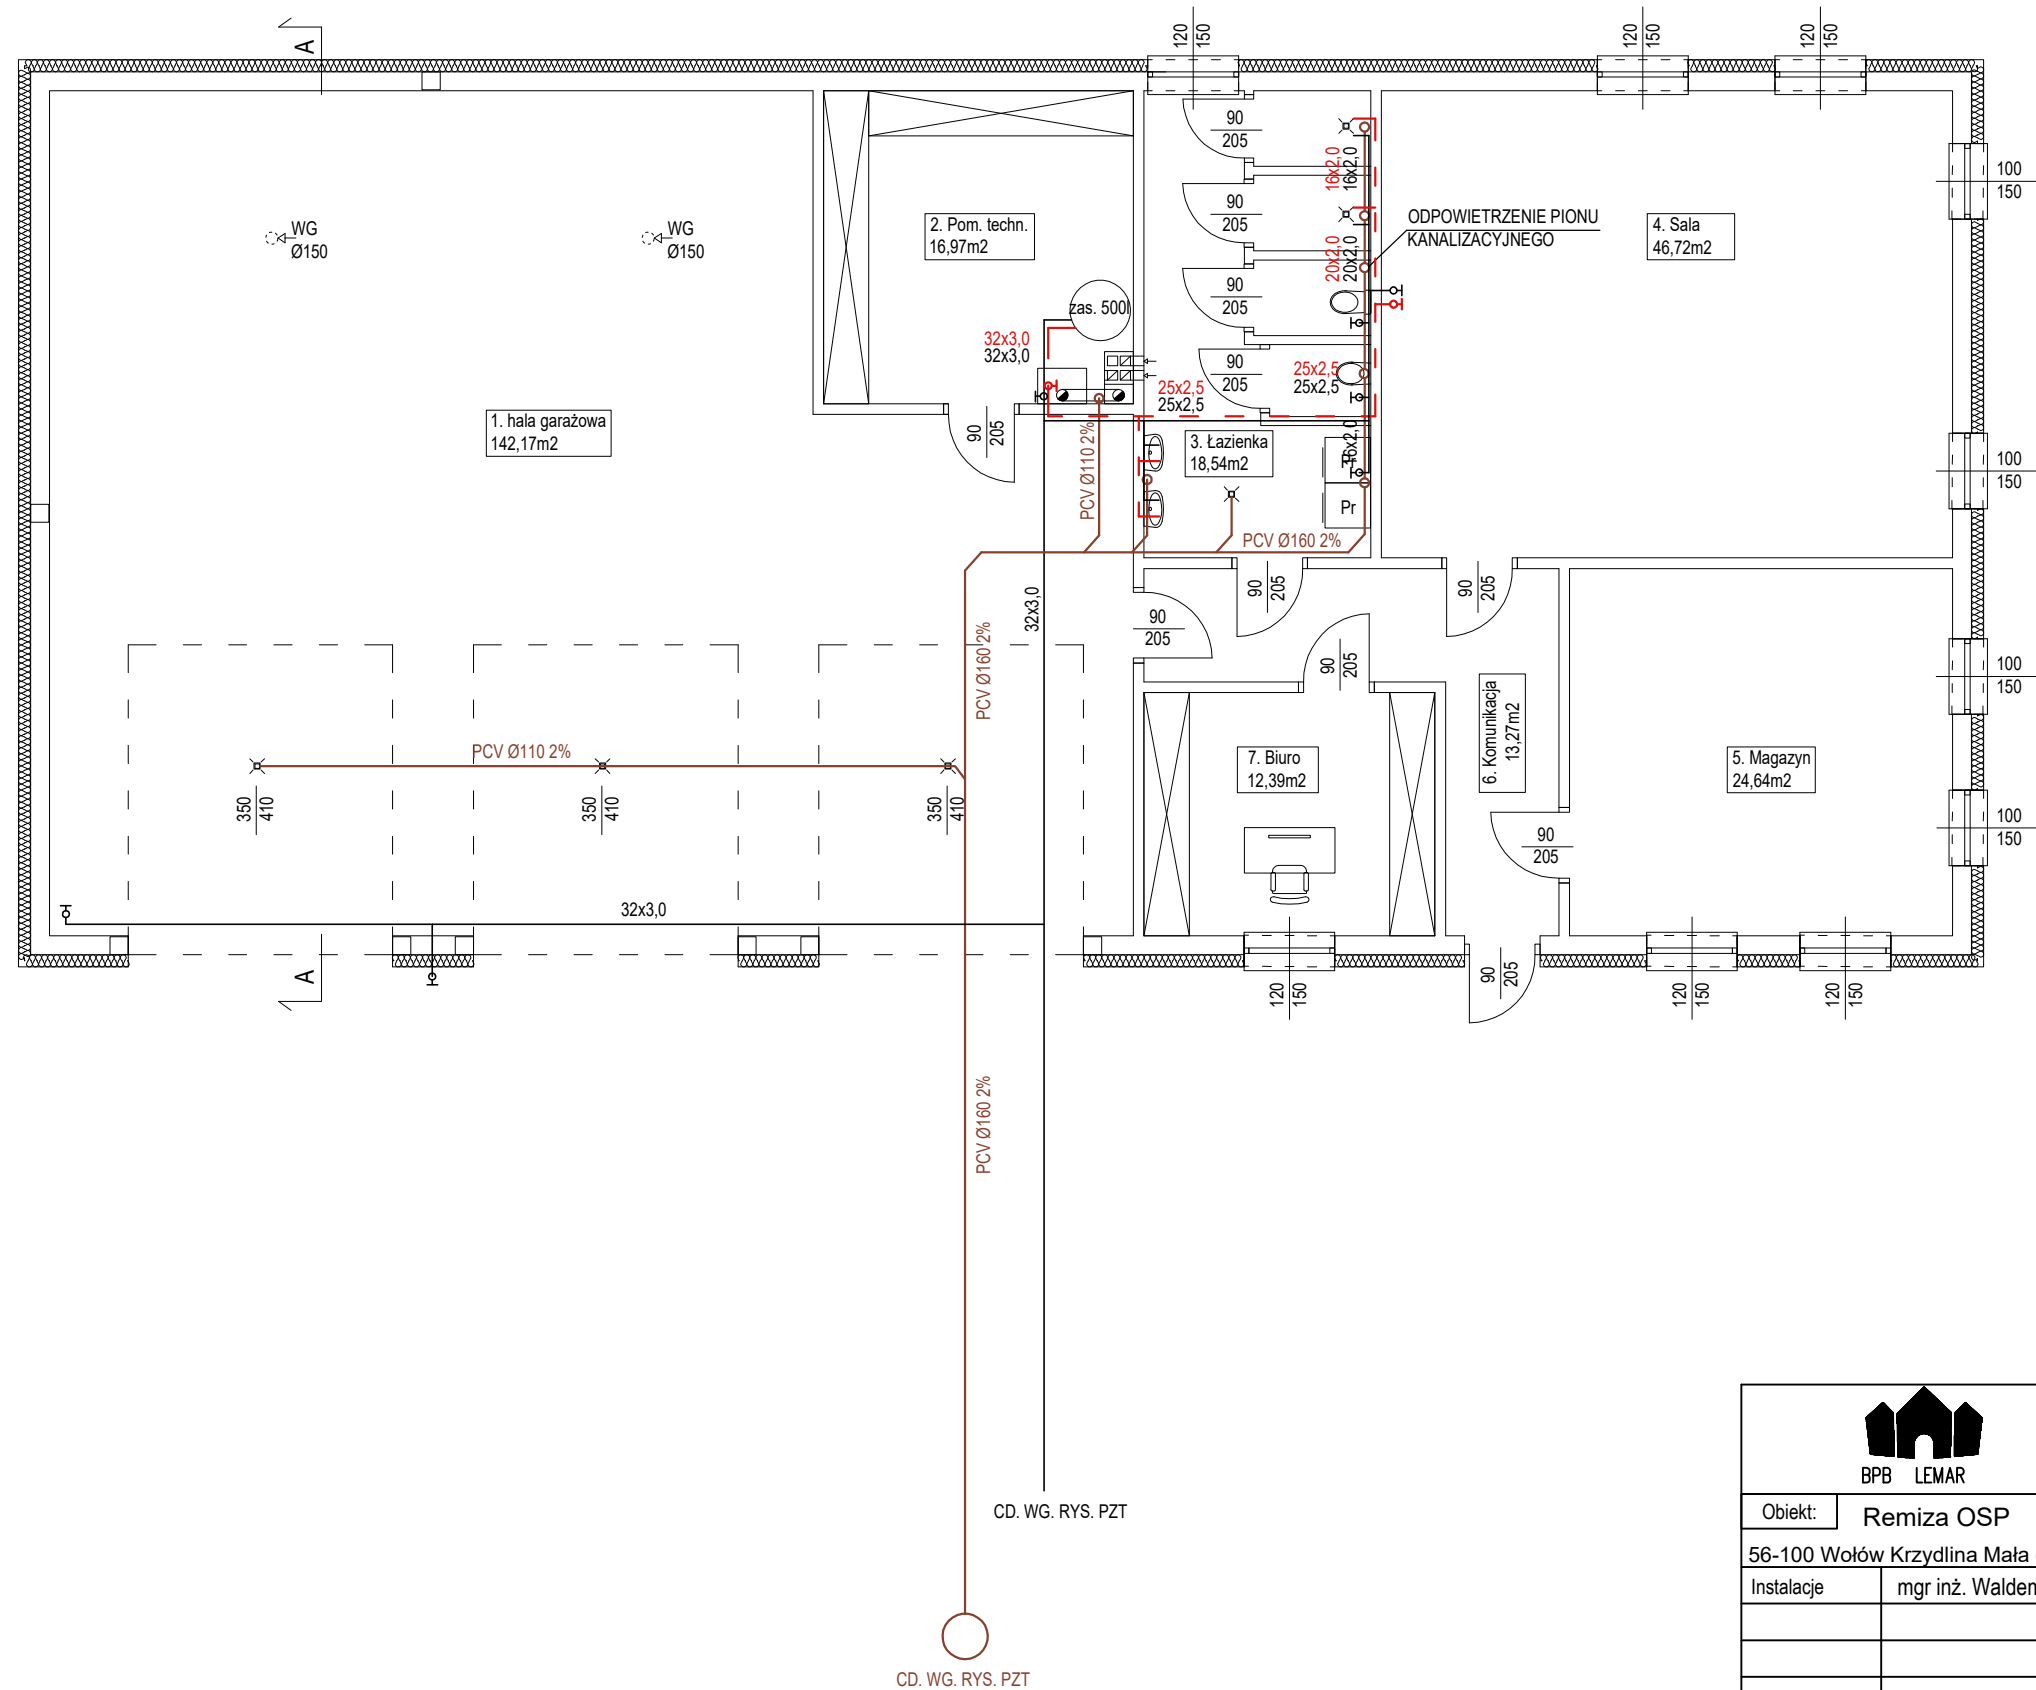 A
120
150
120
150
120
150
90
205
16x2,0
16x2,0
100
150
WG
Ø150
WG
Ø150
2. Pom. techn.
16,97m2
90
205
ODPOWIETRZENIE PIONU
KANALIZACYJNEGO
4. Sala
46,72m2
20x2,0
20x2,0
90
205
zas. 500l
32x3,0
32x3,0
90
205
25x2,5
25x2,5
25x2,5
25x2,5
1. hala garażowa
142,17m2
90
205
PCV Ø110 2%
3. Łazienka
18,54m2
16x2,0
Pr
100
150
PCV Ø160 2%
90
205
90
205
32x3,0
90
205
PCV Ø160 2%
90
205
100
150
6. Komunikacja
13,27m2
PCV Ø110 2%
7. Biuro
12,39m2
5. Magazyn
24,64m2
350
410
350
410
350
410
90
205
100
150
32x3,0
A
90
205
120
150
120
150
120
150
PCV Ø160 2%
CD. WG. RYS. PZT
CD. WG. RYS. PZT
BPB LEMAR
Obiekt:
Remiza OSP
56-100 Wołów Krzydlina Mała
Instalacje
mgr inż. Waldem